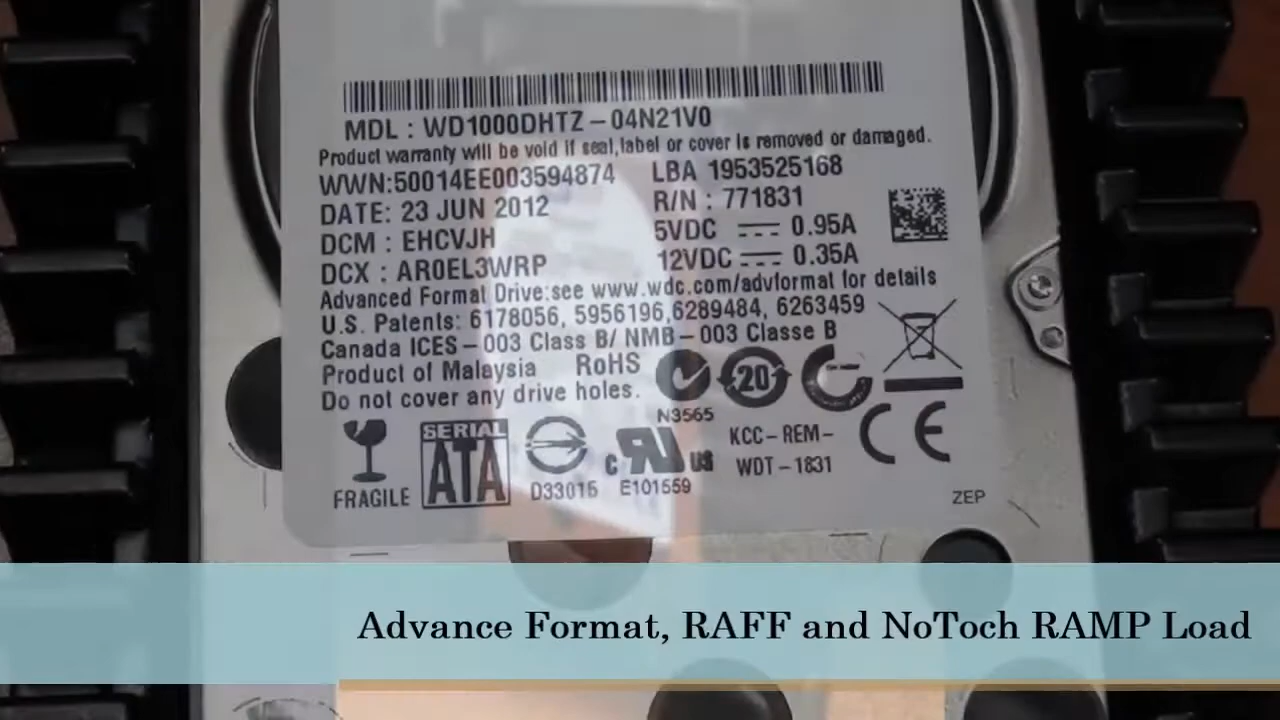 MDL : WD1000DHTZ – 04N21V0
Product warranty will be void if seal,label or cover is removed or damaged.
WWN:50014EE003594874 LBA 1953525168
DATE: 23 JUN 2012 R/N : 771831
DCM : EHCVJH 5VDC 0.95A
DCX : AR0EL3WRP 12VDC 0.35A
Advanced Format Drive:see www.wdc.com/advformat for details
U.S. Patents: 6178056, 5956196,6289484, 6263459
Canada ICES – 003 Class B/ NMB – 003 Classe B
Product of Malaysia RoHS
Do not cover any drive holes.
20
N3565
FRAGILE
SERIAL
ATA
D33015
c RU US
E101559
KCC – REM –
WDT – 1831
CE
ZEP
Advance Format, RAFF and NoToch RAMP Load